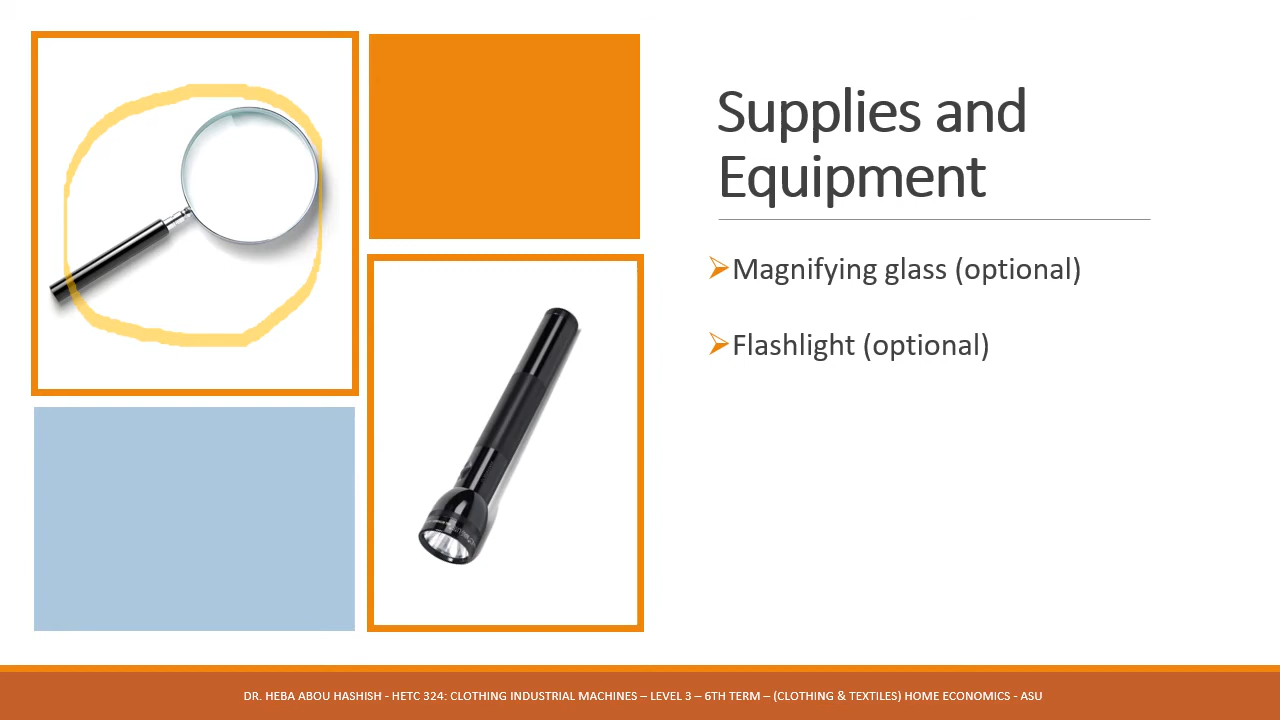 Supplies and
Equipment
Magnifying glass (optional)
Flashlight (optional)
DR. HEBA ABOU HASHISH - HETC 324: CLOTHING INDUSTRIAL MACHINES – LEVEL 3 – 6TH TERM – (CLOTHING & TEXTILES) HOME ECONOMICS - ASU